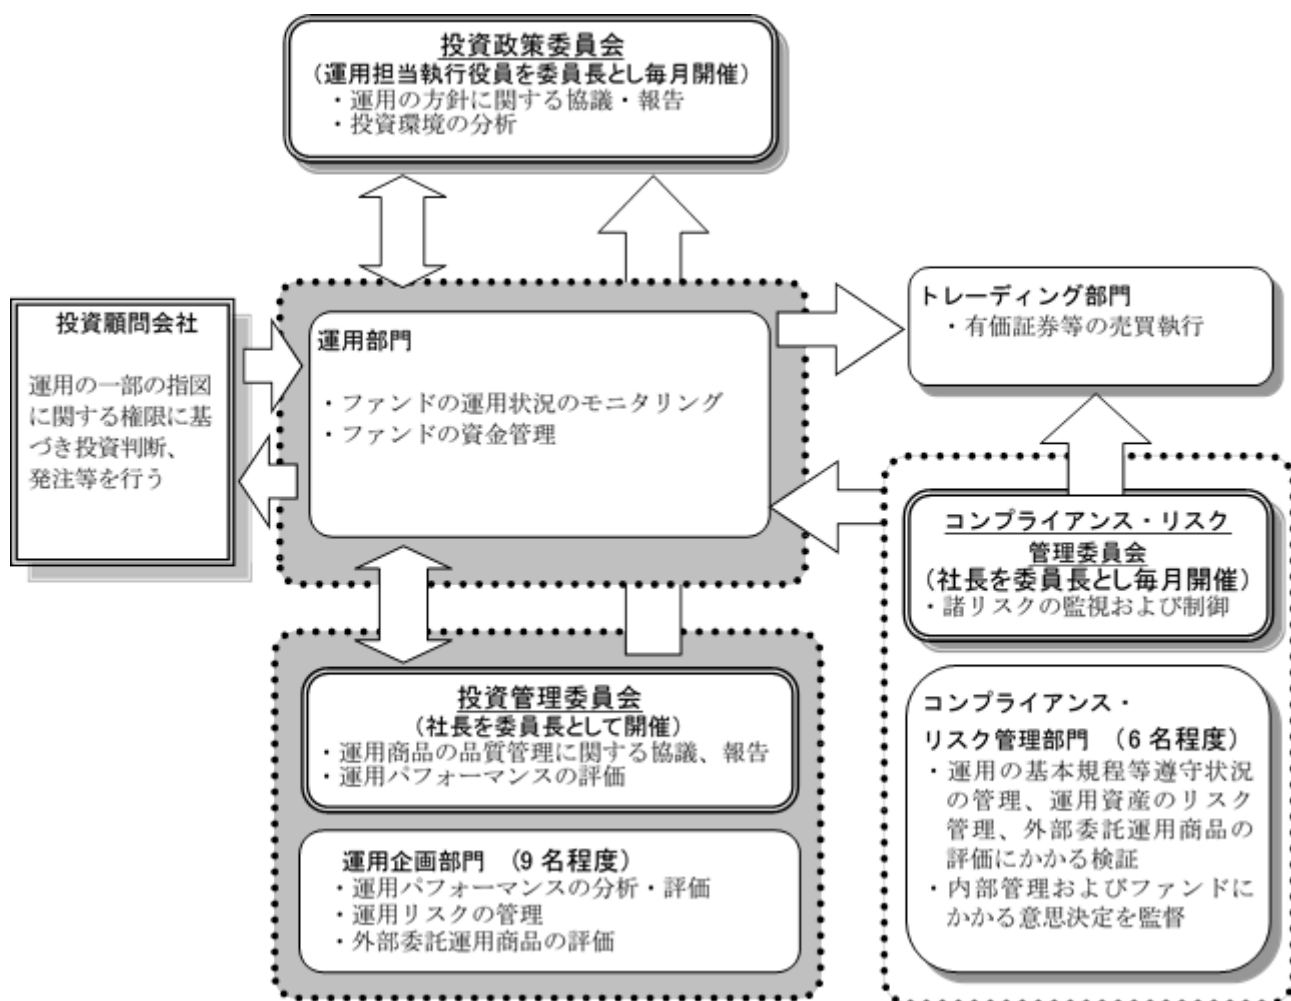 投資政策委員会
（運用担当執行役員を委員長とし毎月開催）
・運用の方針に関する協議・報告
・投資環境の分析
投資顧問会社
運用の一部の指図
に関する権限に基
づき投資判断、
発注等を行う
運用部門
・ファンドの運用状況のモニタリング
・ファンドの資金管理
トレーディング部門
・有価証券等の売買執行
コンプライアンス・リスク
管理委員会
（社長を委員長とし毎月開催）
・諸リスクの監視および制御
投資管理委員会
（社長を委員長として開催）
・運用商品の品質管理に関する協議、報告
・運用パフォーマンスの評価
運用企画部門　（9 名程度）
・運用パフォーマンスの分析・評価
・運用リスクの管理
・外部委託運用商品の評価
コンプライアンス・
リスク管理部門　（6 名程度）
・運用の基本規程等遵守状況
の管理、運用資産のリスク
管理、外部委託運用商品の
評価にかかる検証
・内部管理およびファンドに
かかる意思決定を監督